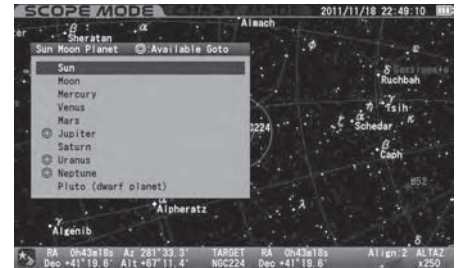 SCOPE MODE 2011/11/18 22:49:10
α Almach
β
Sheratan
Sun Moon Planet ◎:Available Goto
Sun
Moon
Mercury
Venus
Mars
◎ Jupiter
Saturn
◎ Uranus
◎ Neptune
Pluto (dwarf planet)
φ
δ
Ruchbah
γ
η Tsih
ζ Schedar κ
C224
β
Caph
M52
λ
Alpheratz
γ
Algenib
δ
RA 0h43m18s Az 281°33.3' TARGET RA 0h43m18s Align:2 ALTAZ
Dec +41°19.6' Alt +67°11.4' NGC224 Dec +41°19.6' x250